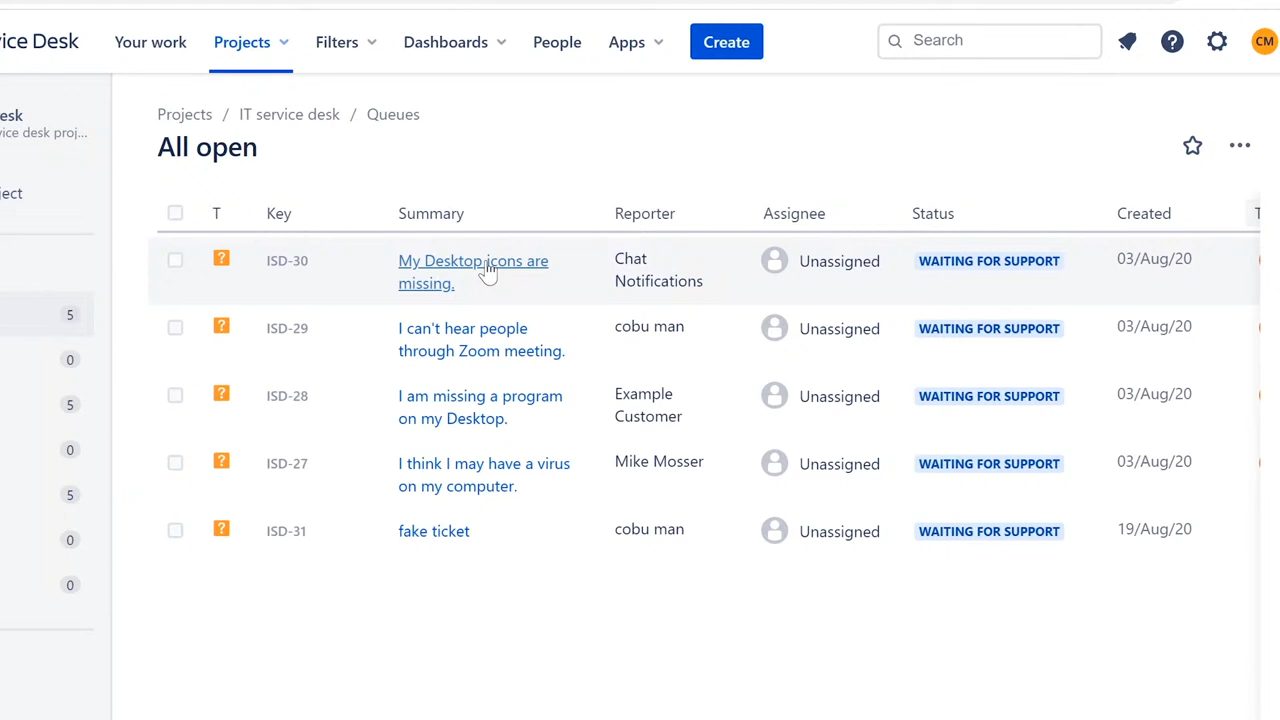 vice Desk Your work Projects Filters Dashboards People Apps Create Search ? CM
esk
vice desk proj...
ject
5
0
5
0
5
0
0
Projects / IT service desk / Queues
All open
T Key Summary Reporter Assignee Status Created T
? ISD-30 My Desktop icons are missing. Chat Notifications Unassigned WAITING FOR SUPPORT 03/Aug/20
? ISD-29 I can't hear people through Zoom meeting. cobu man Unassigned WAITING FOR SUPPORT 03/Aug/20
? ISD-28 I am missing a program on my Desktop. Example Customer Unassigned WAITING FOR SUPPORT 03/Aug/20
? ISD-27 I think I may have a virus on my computer. Mike Mosser Unassigned WAITING FOR SUPPORT 03/Aug/20
? ISD-31 fake ticket cobu man Unassigned WAITING FOR SUPPORT 19/Aug/20